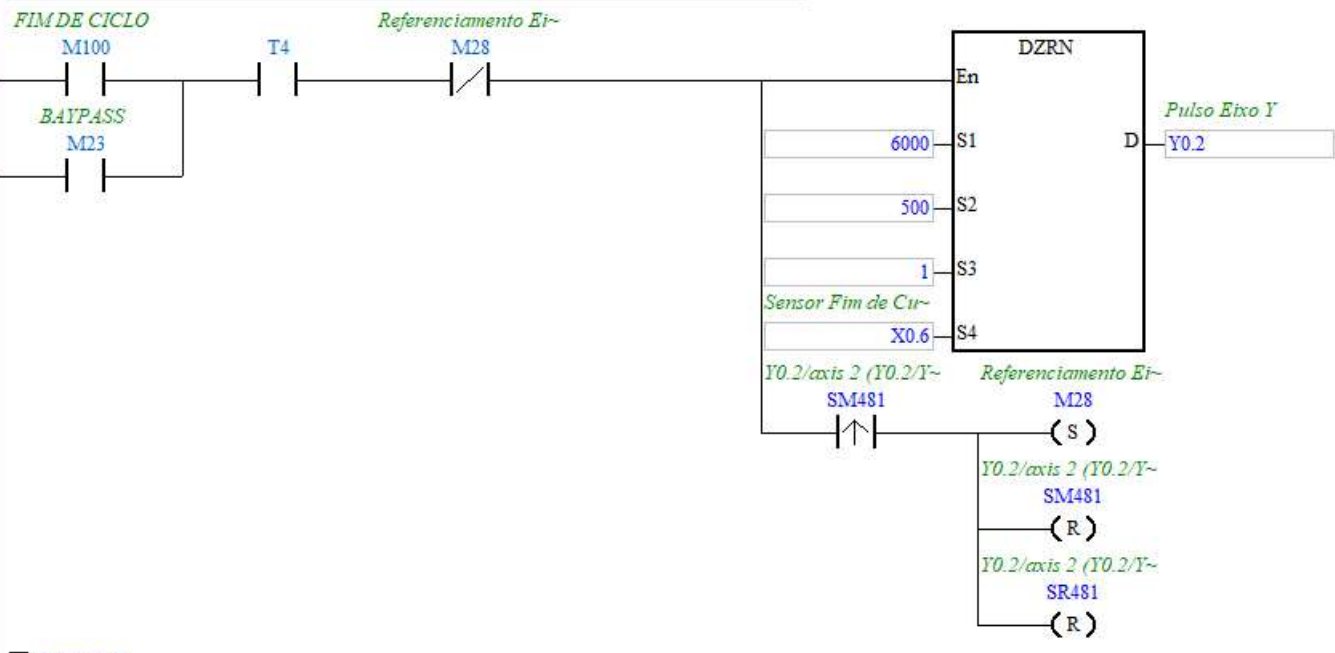 FIM DE CICLO
M100
T4
Referenciamento Ei~
M28
BAYPASS
M23
DZRN
En
6000
S1
500
S2
1
S3
Sensor Fim de Cu~
X0.6
S4
D
Pulso Eixo Y
Y0.2
Y0.2/axis 2 (Y0.2/Y~
SM481
Referenciamento Ei~
M28
S
Y0.2/axis 2 (Y0.2/Y~
SM481
R
Y0.2/axis 2 (Y0.2/Y~
SR481
R